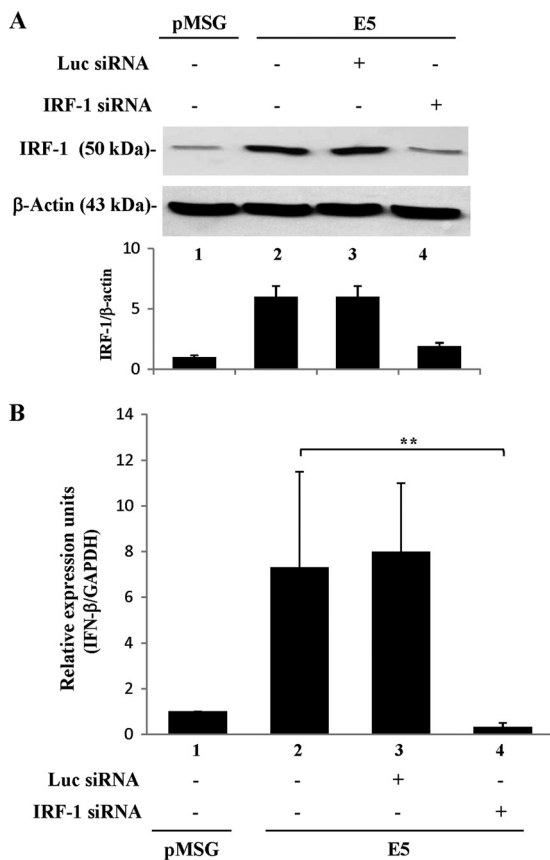 A
pMSG E5
Luc siRNA - - + -
IRF-1 siRNA - - - +
IRF-1 (50 kDa)-
β-Actin (43 kDa)-
1 2 3 4
IRF-1/β-actin
10
5
0
B
Relative expression units
(IFN-β/GAPDH)
14
12
10
8
6
4
2
0
**
1 2 3 4
Luc siRNA - - + -
IRF-1 siRNA - - - +
pMSG E5